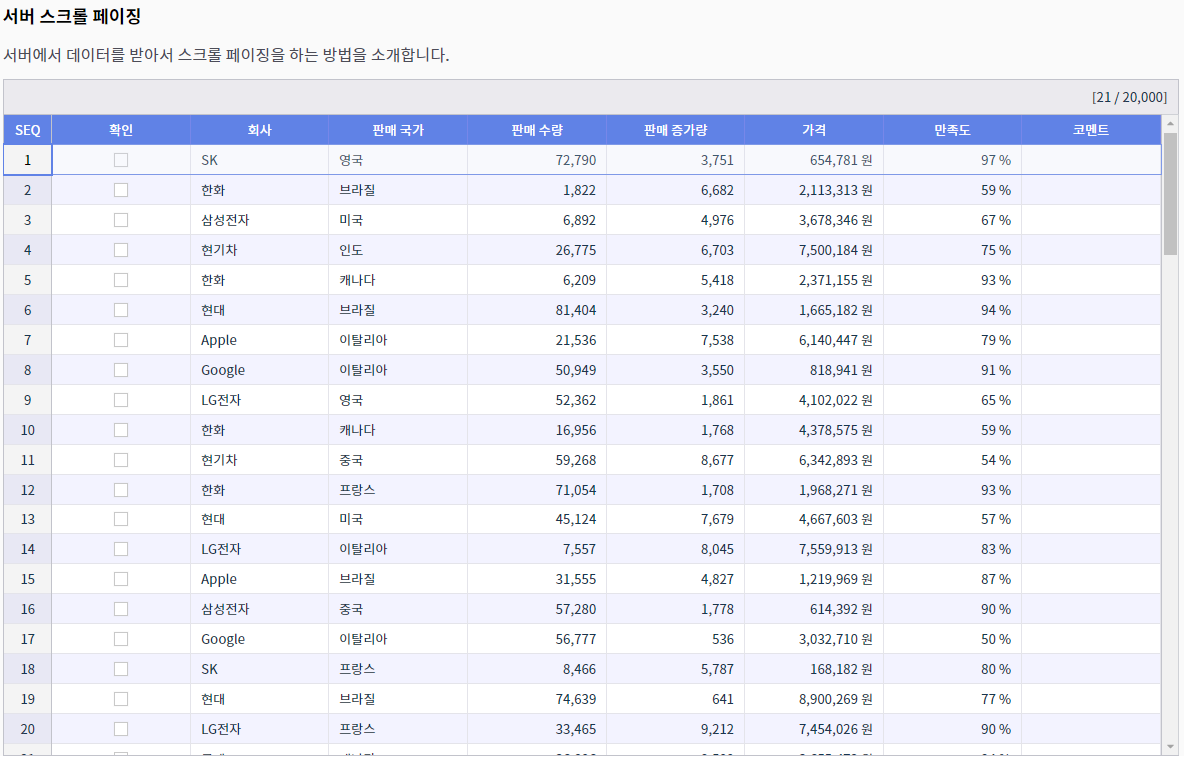 서버 스크롤 페이징
서버에서 데이터를 받아서 스크롤 페이징을 하는 방법을 소개합니다.
[21 / 20,000]
SEQ 확인 회사 판매 국가 판매 수량 판매 증가량 가격 만족도 코멘트
1 SK 영국 72,790 3,751 654,781 원 97 %
2 한화 브라질 1,822 6,682 2,113,313 원 59 %
3 삼성전자 미국 6,892 4,976 3,678,346 원 67 %
4 현기차 인도 26,775 6,703 7,500,184 원 75 %
5 한화 캐나다 6,209 5,418 2,371,155 원 93 %
6 현대 브라질 81,404 3,240 1,665,182 원 94 %
7 Apple 이탈리아 21,536 7,538 6,140,447 원 79 %
8 Google 이탈리아 50,949 3,550 818,941 원 91 %
9 LG전자 영국 52,362 1,861 4,102,022 원 65 %
10 한화 캐나다 16,956 1,768 4,378,575 원 59 %
11 현기차 중국 59,268 8,677 6,342,893 원 54 %
12 한화 프랑스 71,054 1,708 1,968,271 원 93 %
13 현대 미국 45,124 7,679 4,667,603 원 57 %
14 LG전자 이탈리아 7,557 8,045 7,559,913 원 83 %
15 Apple 브라질 31,555 4,827 1,219,969 원 87 %
16 삼성전자 중국 57,280 1,778 614,392 원 90 %
17 Google 이탈리아 56,777 536 3,032,710 원 50 %
18 SK 프랑스 8,466 5,787 168,182 원 80 %
19 현대 브라질 74,639 641 8,900,269 원 77 %
20 LG전자 프랑스 33,465 9,212 7,454,026 원 90 %